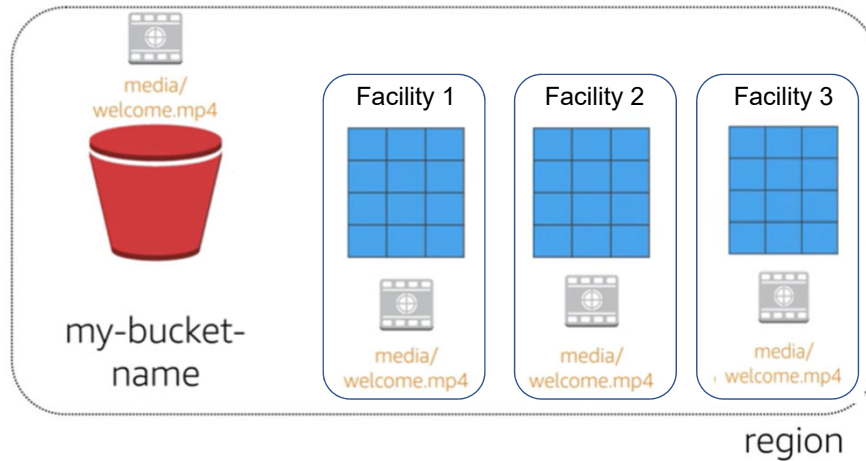 media/
welcome.mp4
my-bucket-
name
Facility 1
media/
welcome.mp4
Facility 2
media/
welcome.mp4
Facility 3
media/
welcome.mp4
region